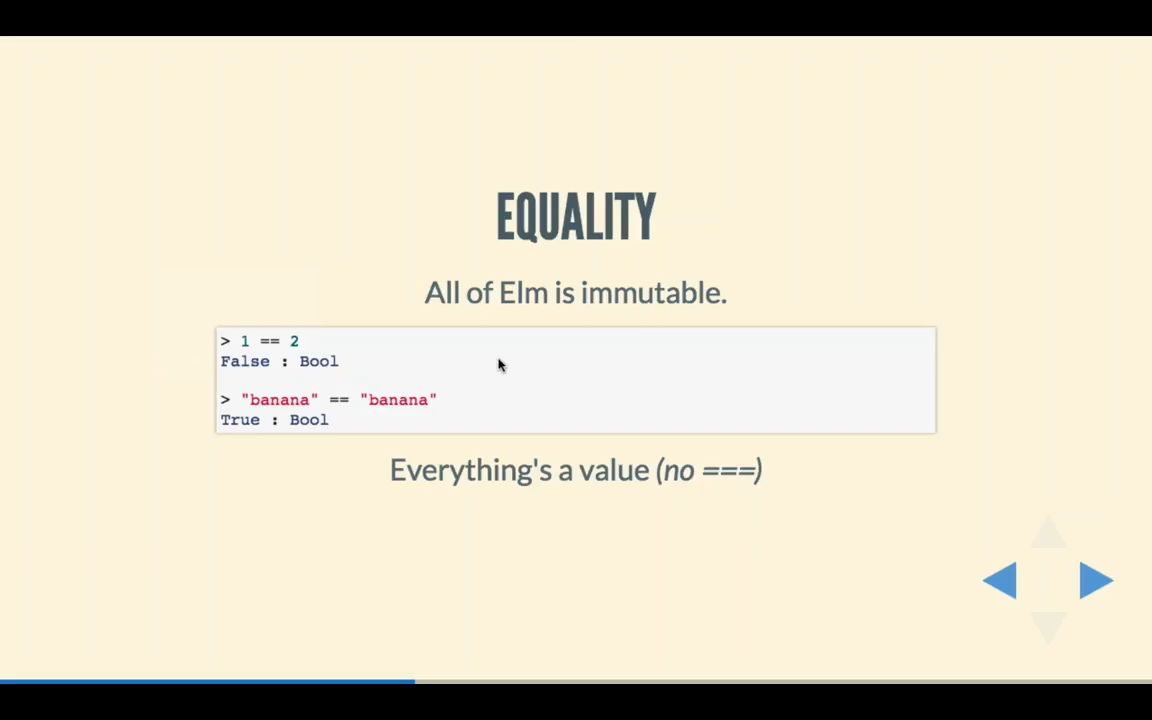 EQUALITY
All of Elm is immutable.
> 1 == 2
False : Bool
> "banana" == "banana"
True : Bool
Everything's a value (no ===)